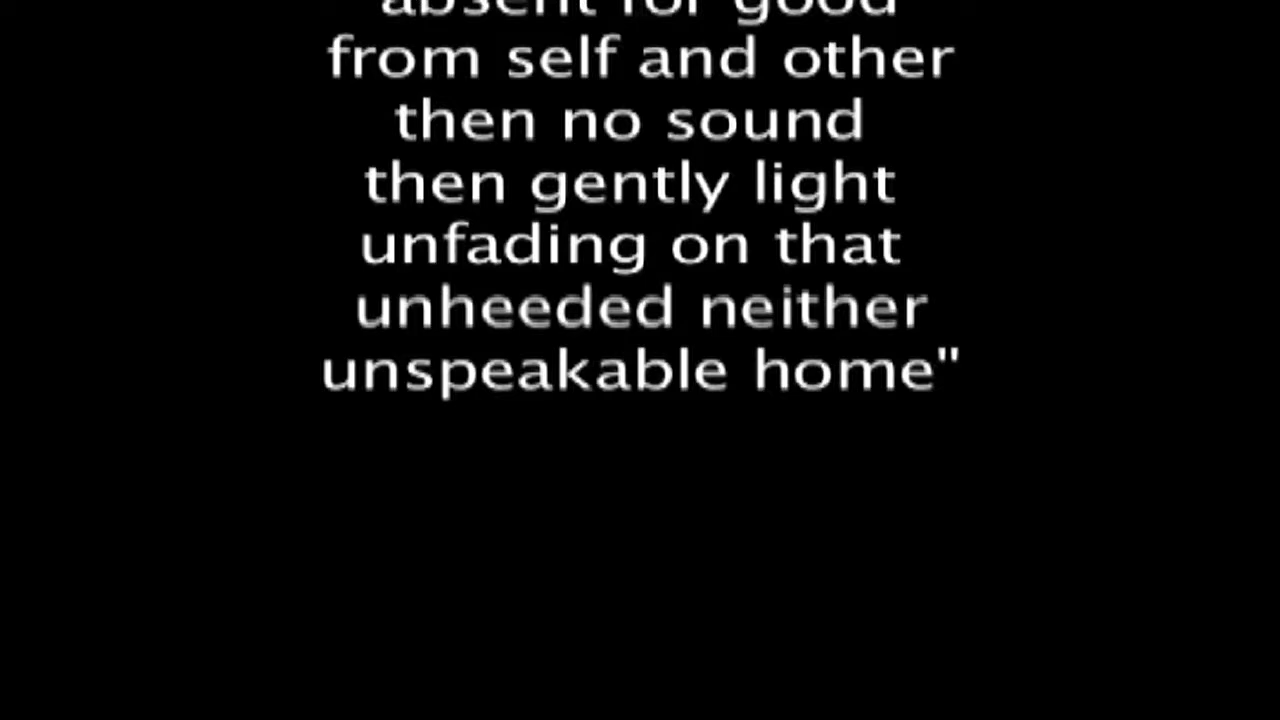 absent for good
from self and other
then no sound
then gently light
unfading on that
unheeded neither
unspeakable home"